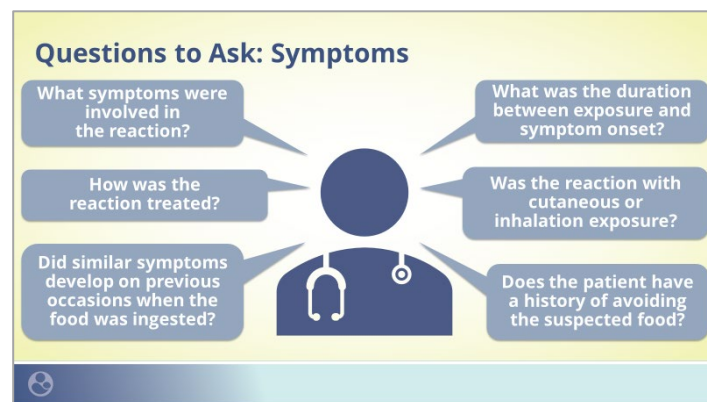 Questions to Ask: Symptoms
What symptoms were
involved in
the reaction?
How was the
reaction treated?
Did similar symptoms
develop on previous
occasions when the
food was ingested?
What was the duration
between exposure and
symptom onset?
Was the reaction with
cutaneous or
inhalation exposure?
Does the patient have
a history of avoiding
the suspected food?